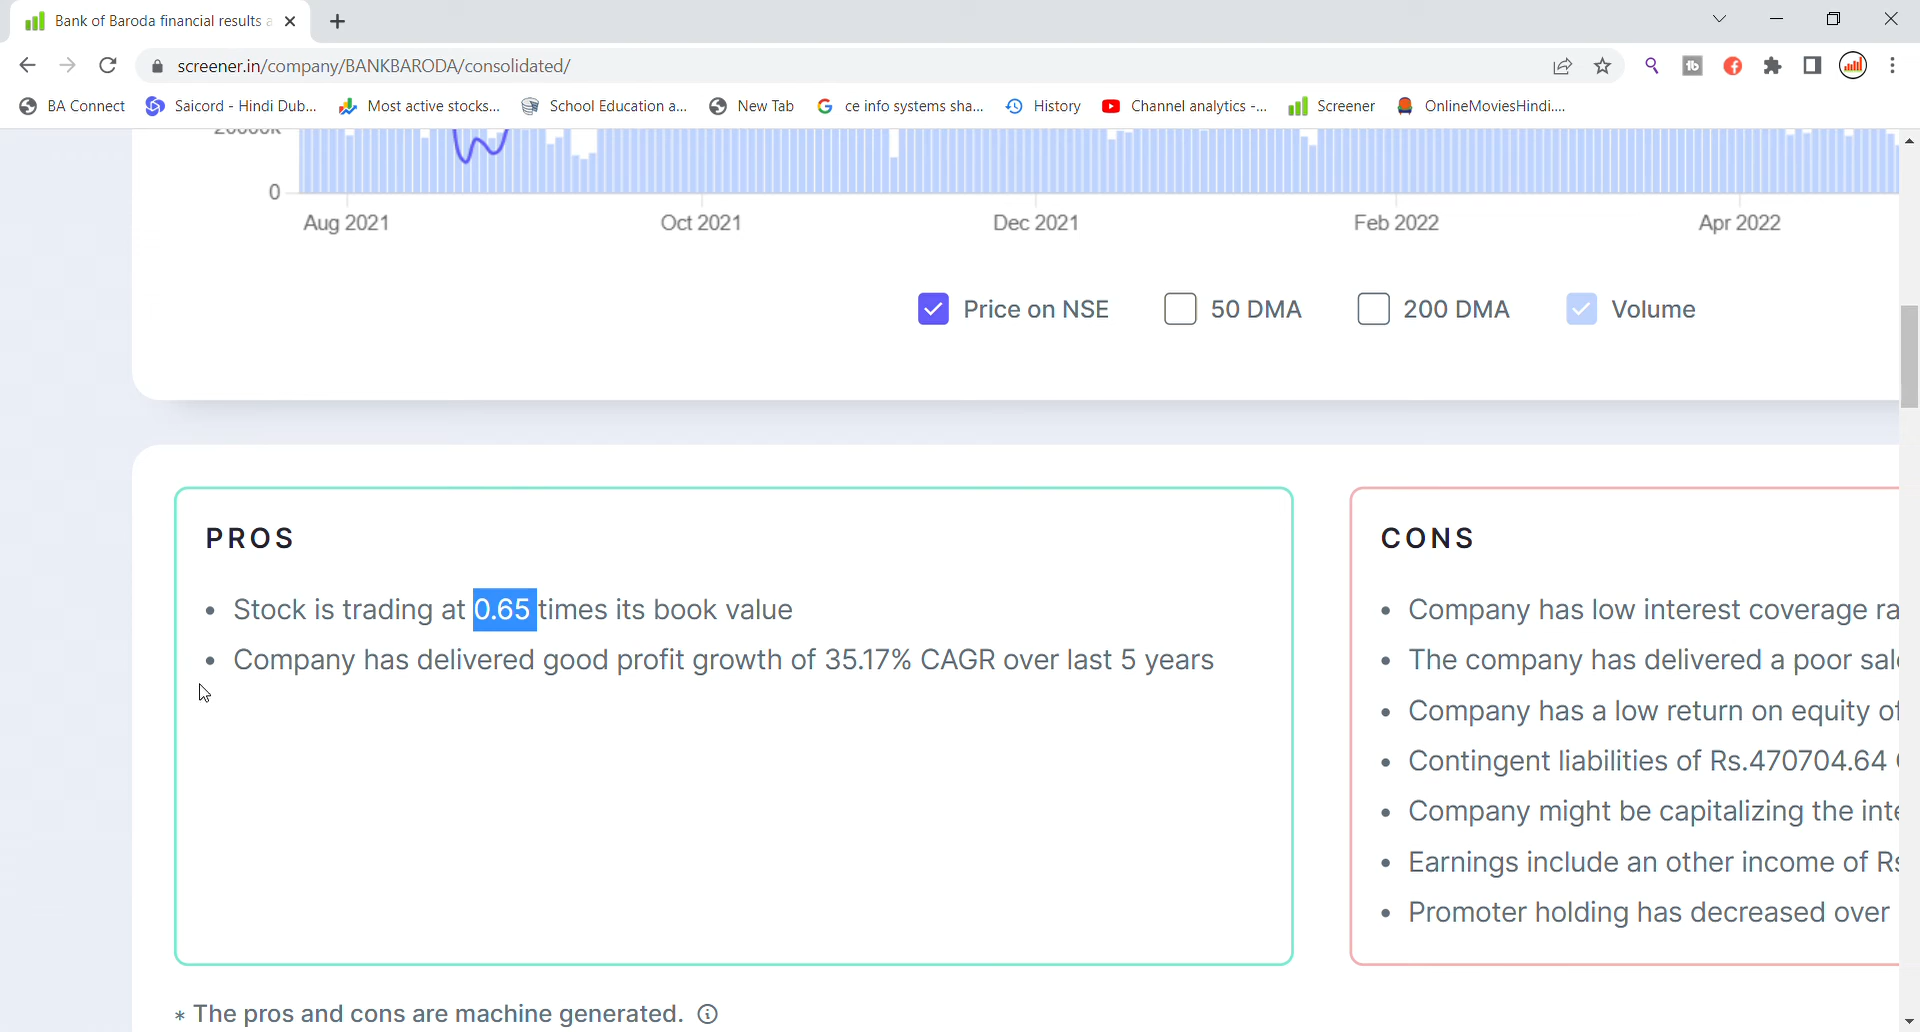 Bank of Baroda financial results a
screener.in/company/BANKBARODA/consolidated/
BA Connect
Saicord - Hindi Dub...
Most active stocks...
School Education a...
New Tab
ce info systems sha...
History
Channel analytics -...
Screener
OnlineMoviesHindi....
0
Aug 2021 Oct 2021 Dec 2021 Feb 2022 Apr 2022
Price on NSE 50 DMA 200 DMA Volume
PROS
• Stock is trading at 0.65 times its book value
• Company has delivered good profit growth of 35.17% CAGR over last 5 years
CONS
• Company has low interest coverage ra
• The company has delivered a poor sal
• Company has a low return on equity of
• Contingent liabilities of Rs.470704.64
• Company might be capitalizing the inte
• Earnings include an other income of Rs
• Promoter holding has decreased over
* The pros and cons are machine generated.